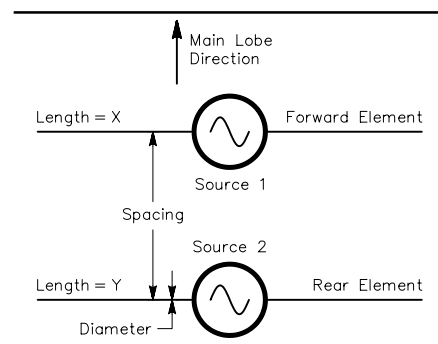 Main Lobe
Direction
Length = X
Forward Element
Source 1
Spacing
Source 2
Length = Y
Rear Element
Diameter